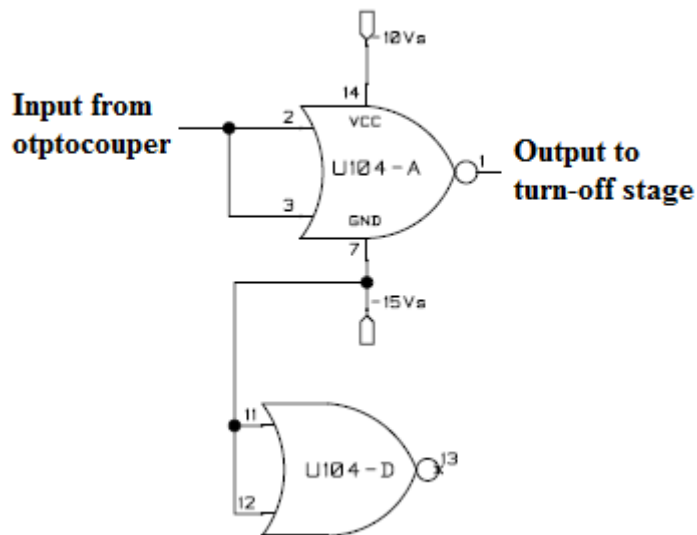 -10Vs
14
Input from
otptocouper
2
VCC
U104-A
1
Output to
turn-off stage
3
GND
7
-15Vs
11
U104-D
13
12